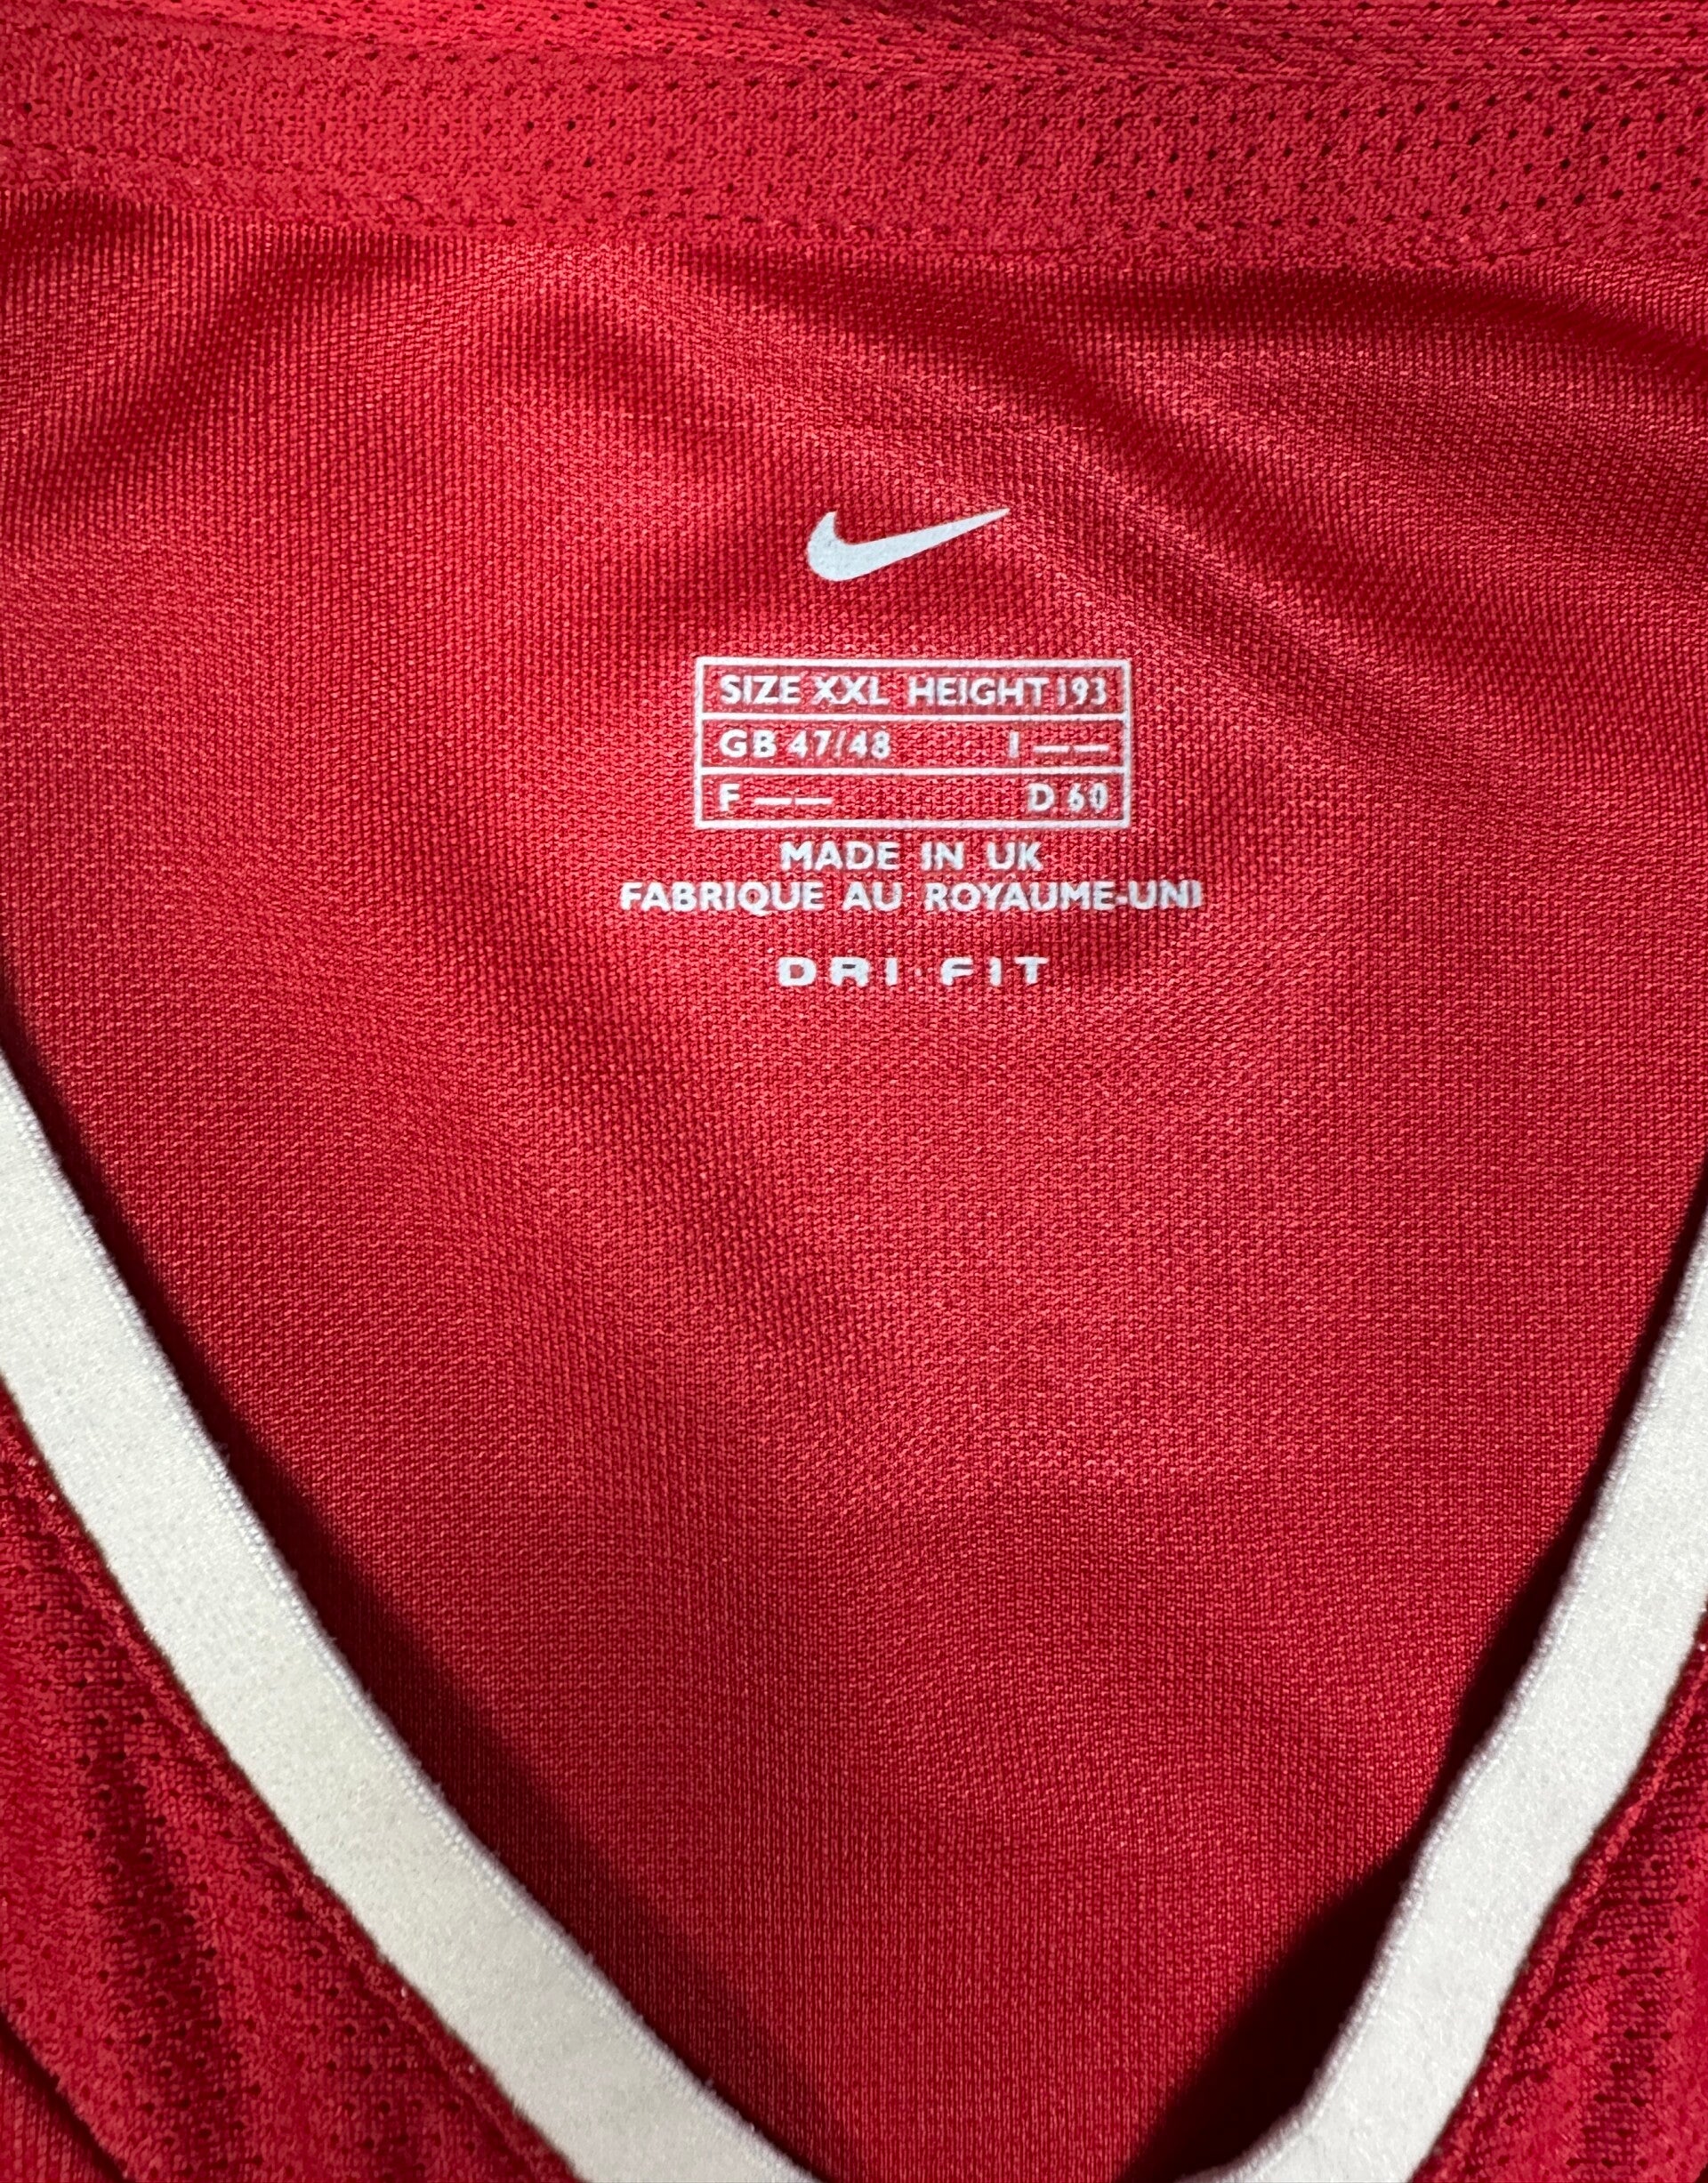 SIZE XXL HEIGHT 193
GB 47/48 I ——
F —— D 60
MADE IN UK
FABRIQUE AU ROYAUME-UNI
DRI·FIT